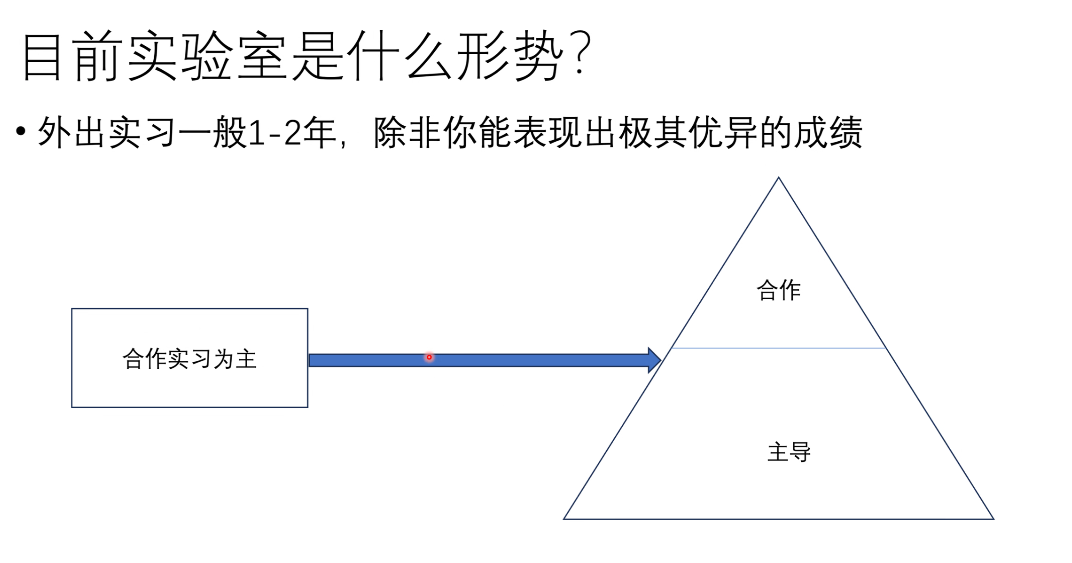 目前实验室是什么形势？
• 外出实习一般1-2年，除非你能表现出极其优异的成绩
合作
合作实习为主
主导